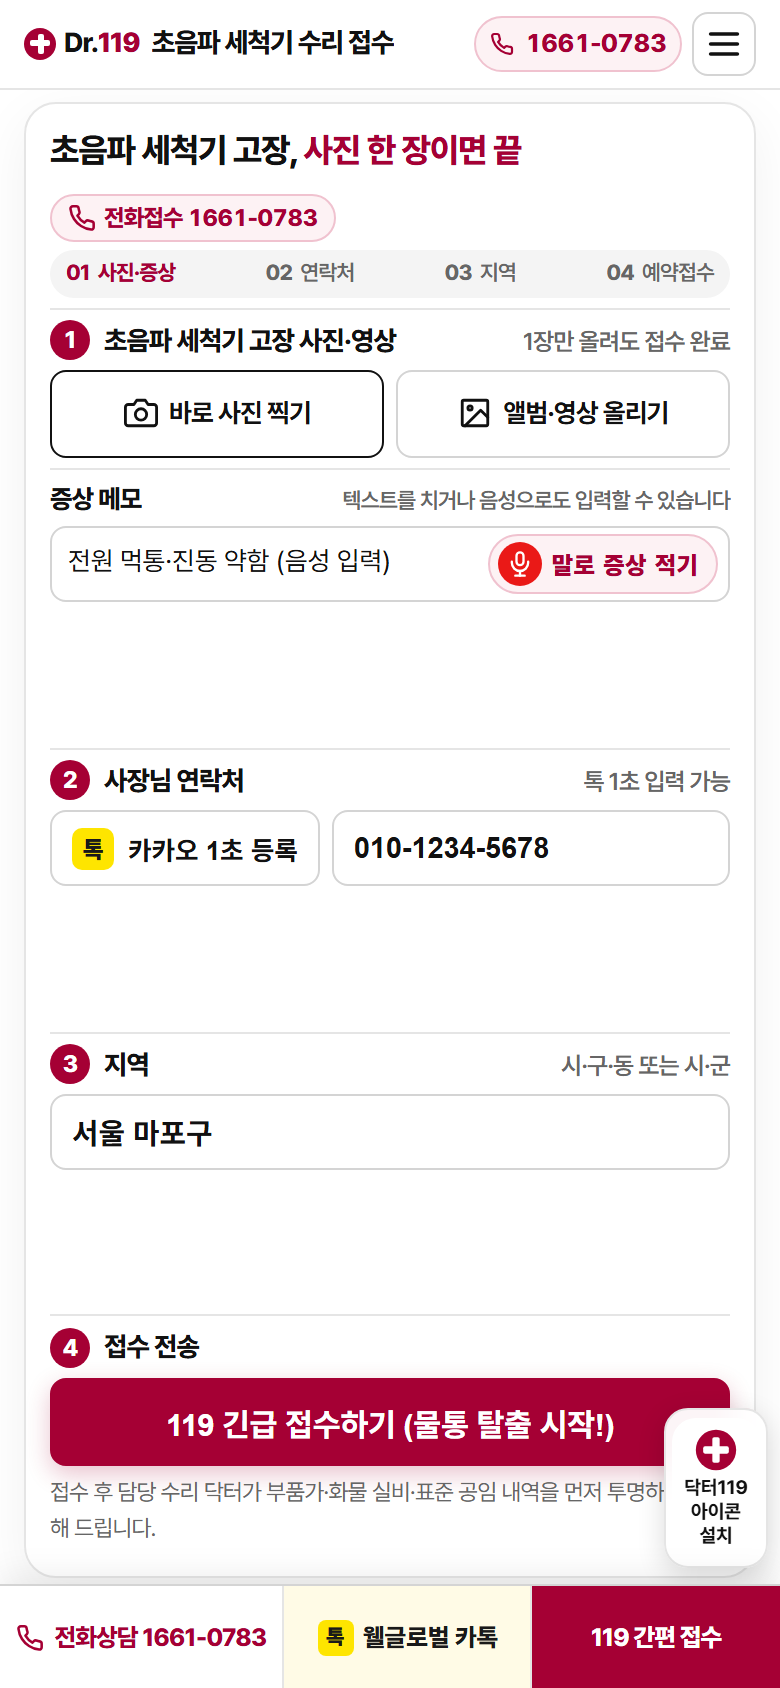 Dr.119 초음파 세척기 수리 접수
1661-0783
초음파 세척기 고장, 사진 한 장이면 끝
전화접수 1661-0783
01 사진·증상 02 연락처 03 지역 04 예약접수
1 초음파 세척기 고장 사진·영상 1장만 올려도 접수 완료
바로 사진 찍기 앨범·영상 올리기
증상 메모 텍스트를 치거나 음성으로도 입력할 수 있습니다
전원 먹통·진동 약함 (음성 입력) 말로 증상 적기
2 사장님 연락처 톡 1초 입력 가능
톡 카카오 1초 등록 010-1234-5678
3 지역 시·구·동 또는 시·군
서울 마포구
4 접수 전송
119 긴급 접수하기 (물통 탈출 시작!)
접수 후 담당 수리 닥터가 부품가·화물 실비·표준 공임 내역을 먼저 투명하
해 드립니다.
닥터119
아이콘
설치
전화상담 1661-0783 톡 웰글로벌 카톡 119 간편 접수